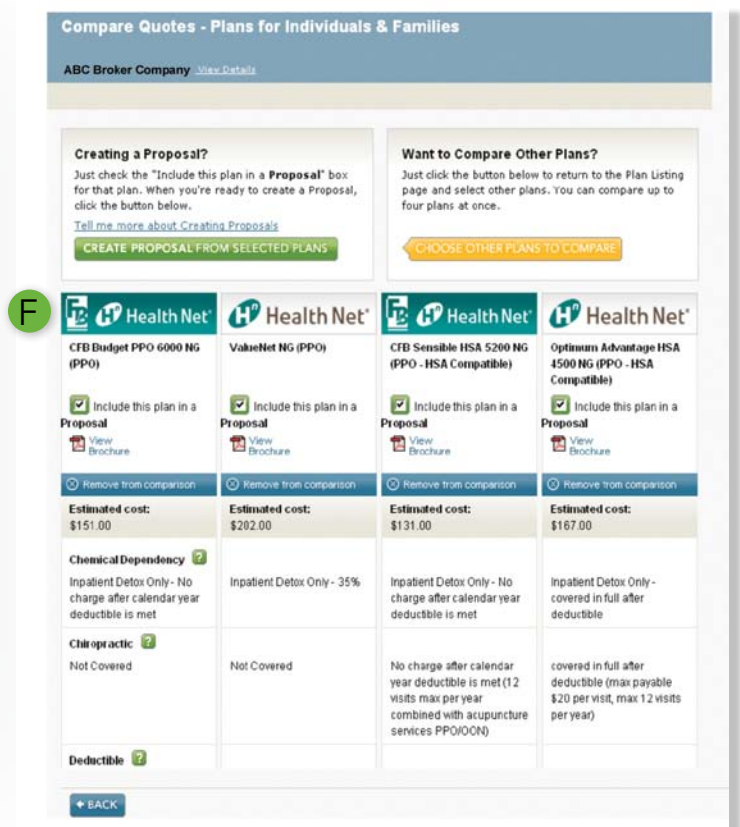 Compare Quotes - Plans for Individuals & Families
ABC Broker Company View Details
Creating a Proposal?
Just check the "Include this plan in a Proposal" box
for that plan. When you're ready to create a Proposal,
click the button below.
Tell me more about Creating Proposals
CREATE PROPOSAL FROM SELECTED PLANS
Want to Compare Other Plans?
Just click the button below to return to the Plan Listing
page and select other plans. You can compare up to
four plans at once.
CHOOSE OTHER PLANS TO COMPARE
F
FB Health Net
CFB Budget PPO 6000 NG
(PPO)
Include this plan in a
Proposal
View
Brochure
Remove from comparison
Estimated cost:
$151.00
Health Net
ValueNet NG (PPO)
Include this plan in a
Proposal
View
Brochure
Remove from comparison
Estimated cost:
$202.00
FB Health Net
CFB Sensible HSA 5200 NG
(PPO - HSA Compatible)
Include this plan in a
Proposal
View
Brochure
Remove from comparison
Estimated cost:
$131.00
Health Net
Optimum Advantage HSA
4500 NG (PPO - HSA
Compatible)
Include this plan in a
Proposal
View
Brochure
Remove from comparison
Estimated cost:
$167.00
Chemical Dependency ?
Inpatient Detox Only - No
charge after calendar year
deductible is met
Inpatient Detox Only - 35%
Inpatient Detox Only - No
charge after calendar year
deductible is met
Inpatient Detox Only -
covered in full after
deductible
Chiropractic ?
Not Covered
Not Covered
No charge after calendar
year deductible is met (12
visits max per year
combined with acupuncture
services PPO/OON)
covered in full after
deductible (max payable
$20 per visit, max 12 visits
per year)
Deductible ?
BACK